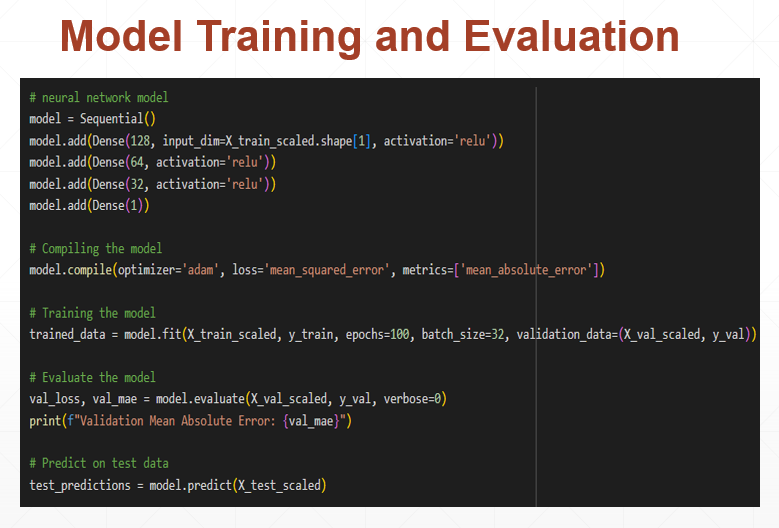 Model Training and Evaluation
# neural network model
model = Sequential()
model.add(Dense(128, input_dim=X_train_scaled.shape[1], activation='relu'))
model.add(Dense(64, activation='relu'))
model.add(Dense(32, activation='relu'))
model.add(Dense(1))
# Compiling the model
model.compile(optimizer='adam', loss='mean_squared_error', metrics=['mean_absolute_error'])
# Training the model
trained_data = model.fit(X_train_scaled, y_train, epochs=100, batch_size=32, validation_data=(X_val_scaled, y_val))
# Evaluate the model
val_loss, val_mae = model.evaluate(X_val_scaled, y_val, verbose=0)
print(f"Validation Mean Absolute Error: {val_mae}")
# Predict on test data
test_predictions = model.predict(X_test_scaled)